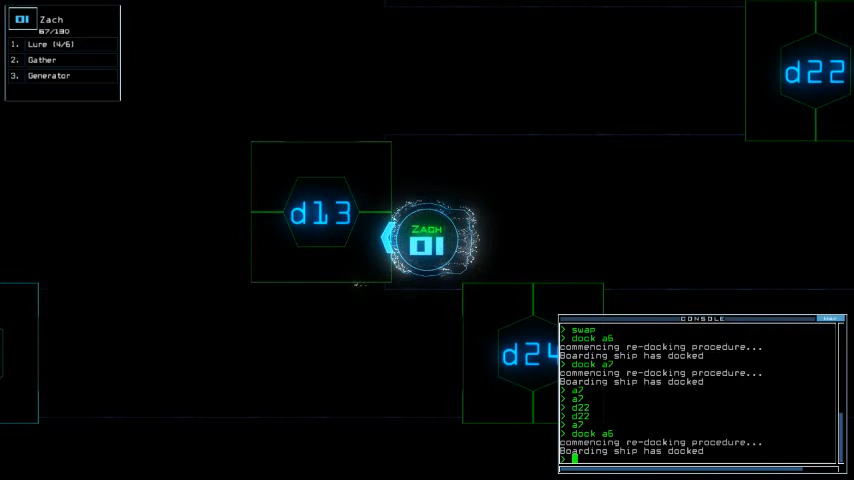 01 Zach
67/130
1. Lure (4/6)
2. Gather
3. Generator
d22
d13
Zach
01
d24
CONSOLE
> swap
> dock a6
commencing re-docking procedure...
Boarding ship has docked
> dock a7
commencing re-docking procedure...
Boarding ship has docked
> a7
> a7
> d22
> d22
> a7
> dock a6
commencing re-docking procedure...
Boarding ship has docked
>